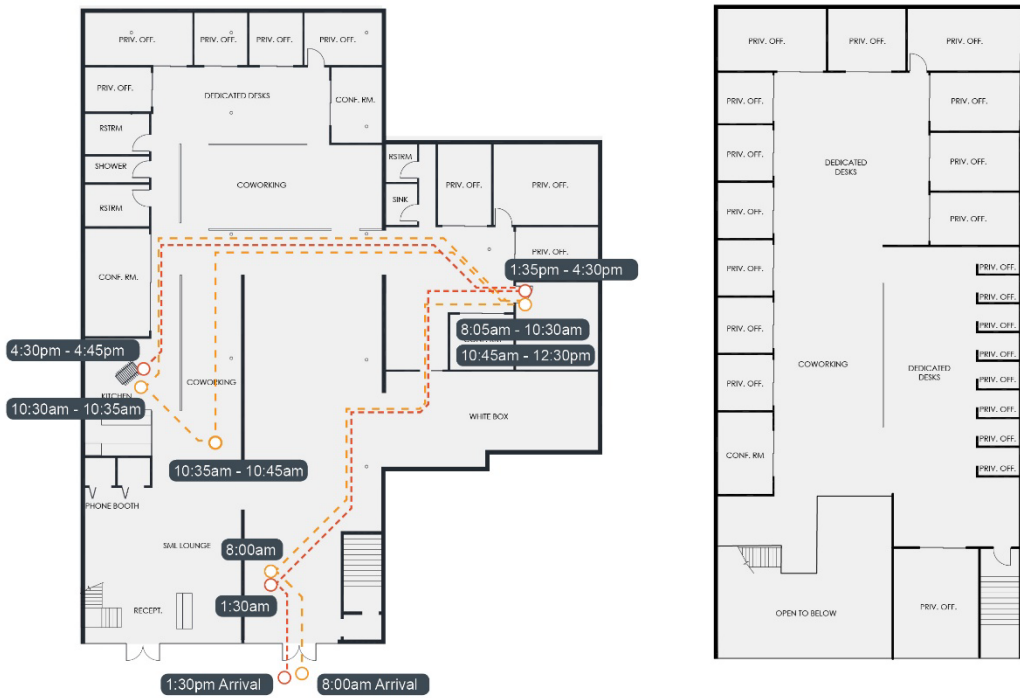 PRIV. OFF.
PRIV. OFF.
PRIV. OFF.
PRIV. OFF.
PRIV. OFF.
DEDICATED DESKS
CONF. RM.
RSTRM
SHOWER
COWORKING
RSTRM
RSTRM
PRIV. OFF.
PRIV. OFF.
SINK
PRIV. OFF.
CONF. RM.
1:35pm - 4:30pm
8:05am - 10:30am
10:45am - 12:30pm
4:30pm - 4:45pm
KITCHEN
COWORKING
10:30am - 10:35am
WHITE BOX
10:35am - 10:45am
PHONE BOOTH
SML LOUNGE
8:00am
1:30am
RECEPT.
1:30pm Arrival
8:00am Arrival
PRIV. OFF.
PRIV. OFF.
PRIV. OFF.
PRIV. OFF.
PRIV. OFF.
PRIV. OFF.
DEDICATED
DESKS
PRIV. OFF.
PRIV. OFF.
PRIV. OFF.
PRIV. OFF.
PRIV. OFF.
PRIV. OFF.
PRIV. OFF.
PRIV. OFF.
PRIV. OFF.
PRIV. OFF.
COWORKING
DEDICATED
DESKS
PRIV. OFF.
PRIV. OFF.
PRIV. OFF.
PRIV. OFF.
CONF. RM
PRIV. OFF.
PRIV. OFF.
OPEN TO BELOW
PRIV. OFF.